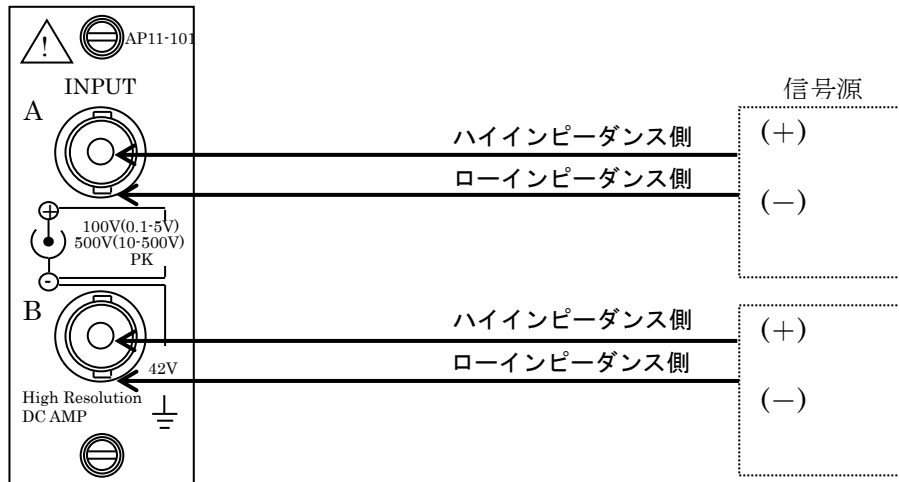 !
AP11-101
INPUT
A
100V(0.1-5V)
500V(10-500V)
PK
B
42V
High Resolution
DC AMP
ハイインピーダンス側
ローインピーダンス側
ハイインピーダンス側
ローインピーダンス側
信号源
(+)
(-)
(+)
(-)